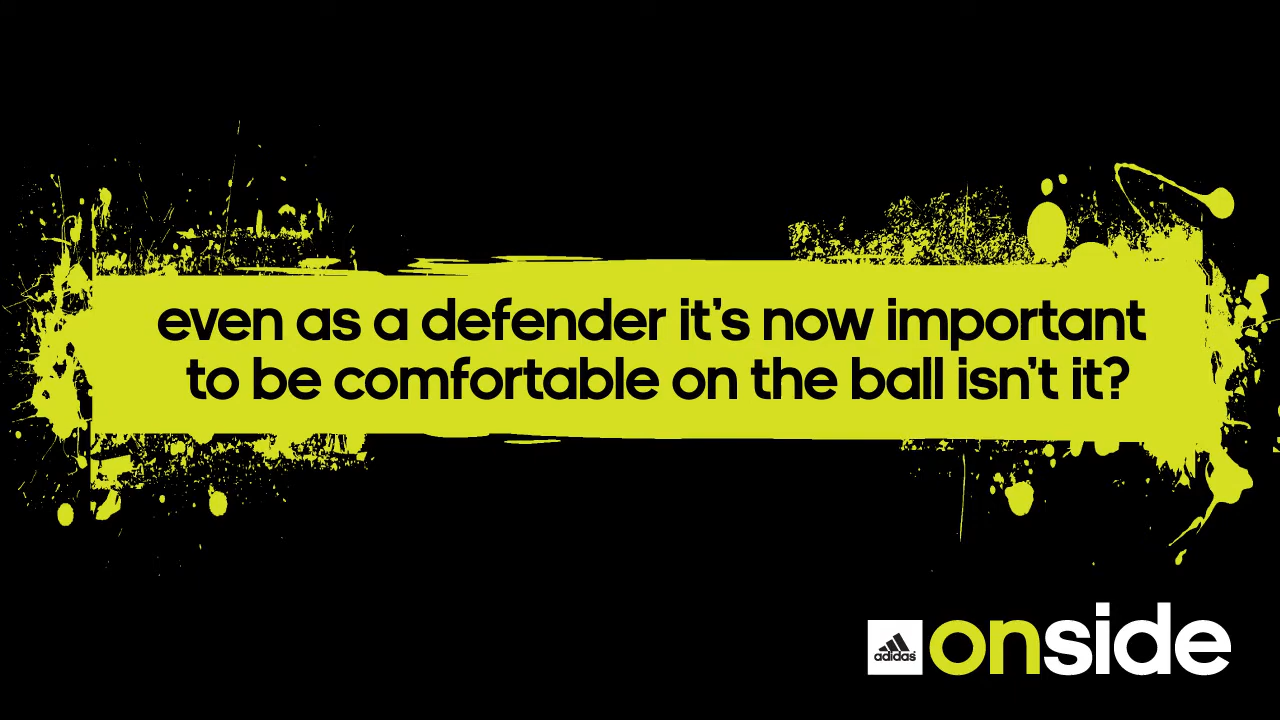 even as a defender it's now important
to be comfortable on the ball isn't it?
adidas onside